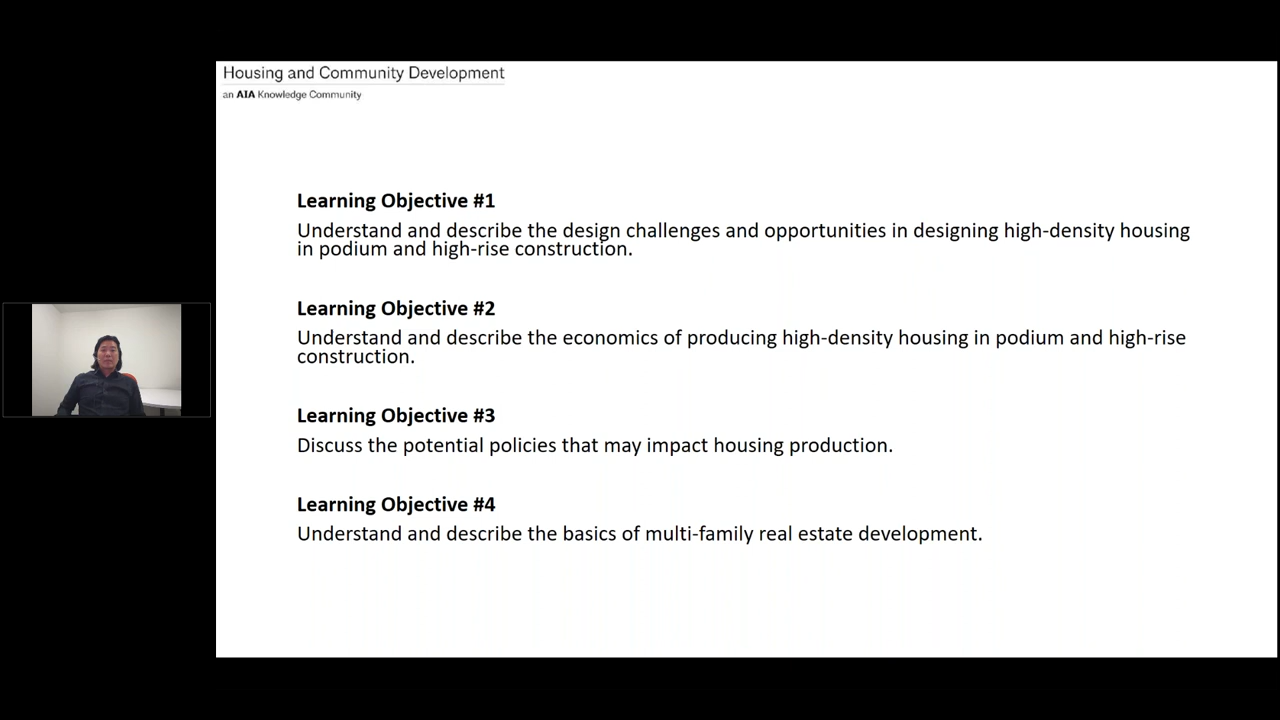 Housing and Community Development
an AIA Knowledge Community
Learning Objective #1
Understand and describe the design challenges and opportunities in designing high-density housing
in podium and high-rise construction.
Learning Objective #2
Understand and describe the economics of producing high-density housing in podium and high-rise
construction.
Learning Objective #3
Discuss the potential policies that may impact housing production.
Learning Objective #4
Understand and describe the basics of multi-family real estate development.